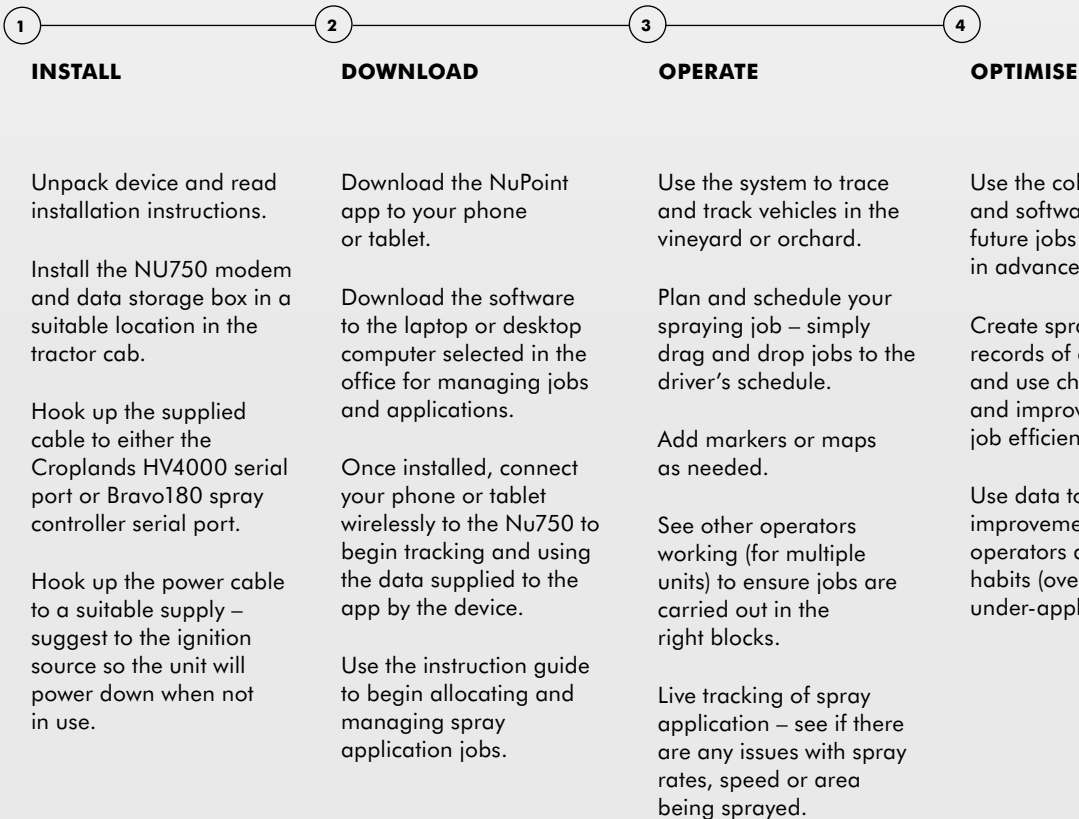 1
INSTALL
Unpack device and read
installation instructions.
Install the NU750 modem
and data storage box in a
suitable location in the
tractor cab.
Hook up the supplied
cable to either the
Croplands HV4000 serial
port or Bravo180 spray
controller serial port.
Hook up the power cable
to a suitable supply –
suggest to the ignition
source so the unit will
power down when not
in use.
2
DOWNLOAD
Download the NuPoint
app to your phone
or tablet.
Download the software
to the laptop or desktop
computer selected in the
office for managing jobs
and applications.
Once installed, connect
your phone or tablet
wirelessly to the Nu750 to
begin tracking and using
the data supplied to the
app by the device.
Use the instruction guide
to begin allocating and
managing spray
application jobs.
3
OPERATE
Use the system to trace
and track vehicles in the
vineyard or orchard.
Plan and schedule your
spraying job – simply
drag and drop jobs to the
driver's schedule.
Add markers or maps
as needed.
See other operators
working (for multiple
units) to ensure jobs are
carried out in the
right blocks.
Live tracking of spray
application – see if there
are any issues with spray
rates, speed or area
being sprayed.
4
OPTIMISE
Use the
and
future jobs
in advance
Create
records of
and use
and
job
Use data
operators
habits